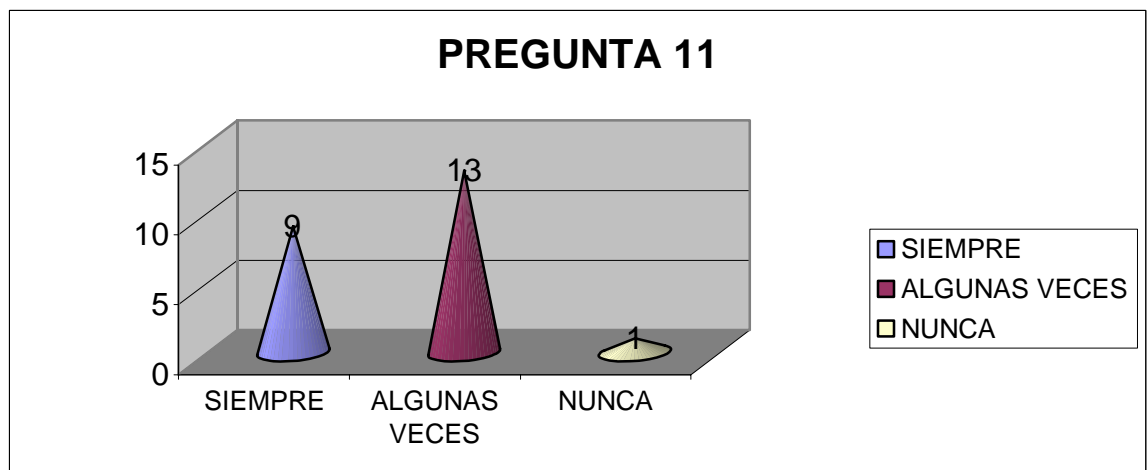 PREGUNTA 11
15
10
5
0
9
13
1
SIEMPRE
ALGUNAS
VECES
NUNCA
SIEMPRE
ALGUNAS VECES
NUNCA